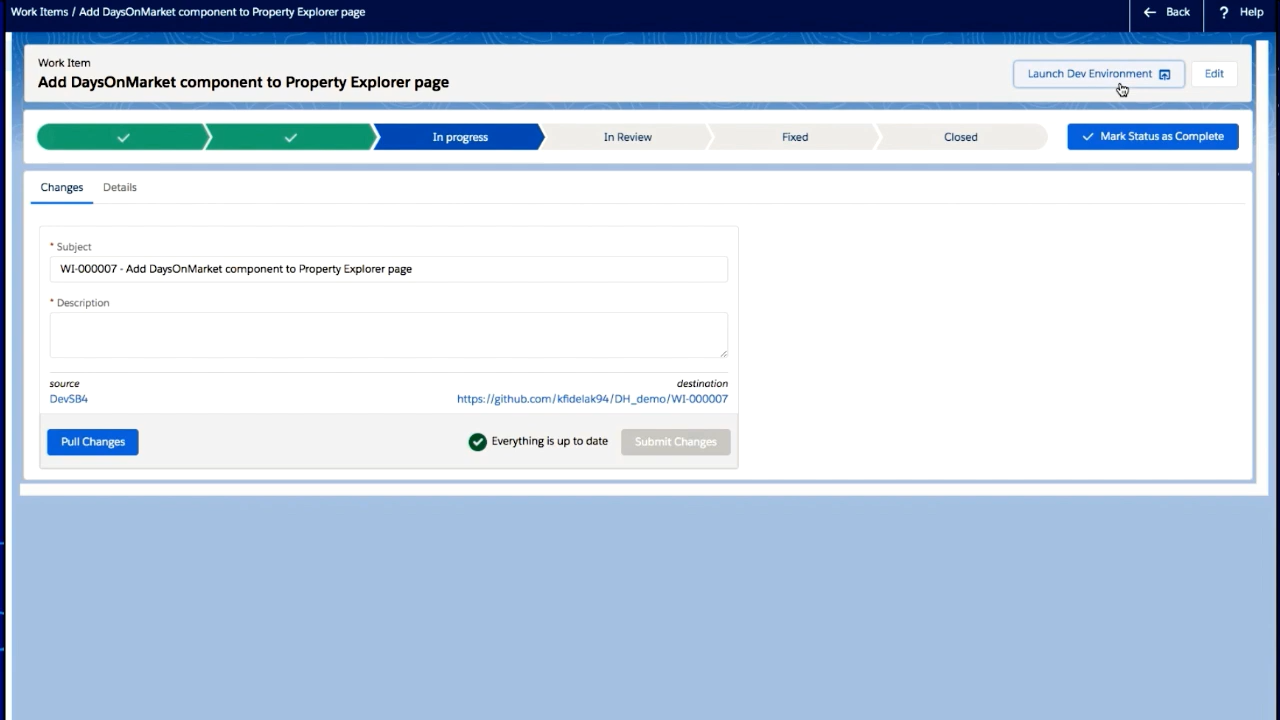 Work Items / Add DaysOnMarket component to Property Explorer page
Back
? Help
Work Item
Add DaysOnMarket component to Property Explorer page
Launch Dev Environment
Edit
In progress
In Review
Fixed
Closed
Mark Status as Complete
Changes
Details
* Subject
WI-000007 - Add DaysOnMarket component to Property Explorer page
* Description
source
destination
DevSB4
https://github.com/kfidelak94/DH_demo/WI-000007
Pull Changes
Everything is up to date
Submit Changes